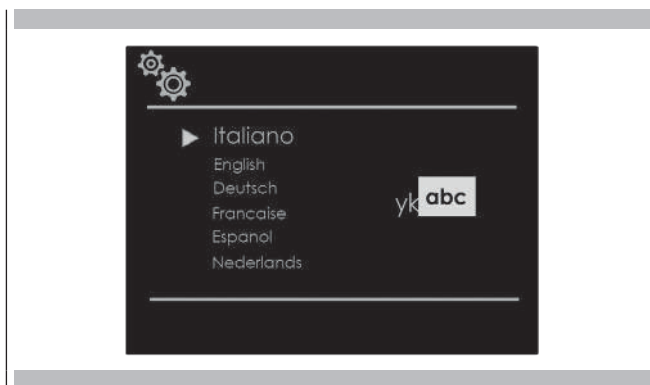 Italiano
English
Deutsch
Francaise
Espanol
Nederlands
yk abc